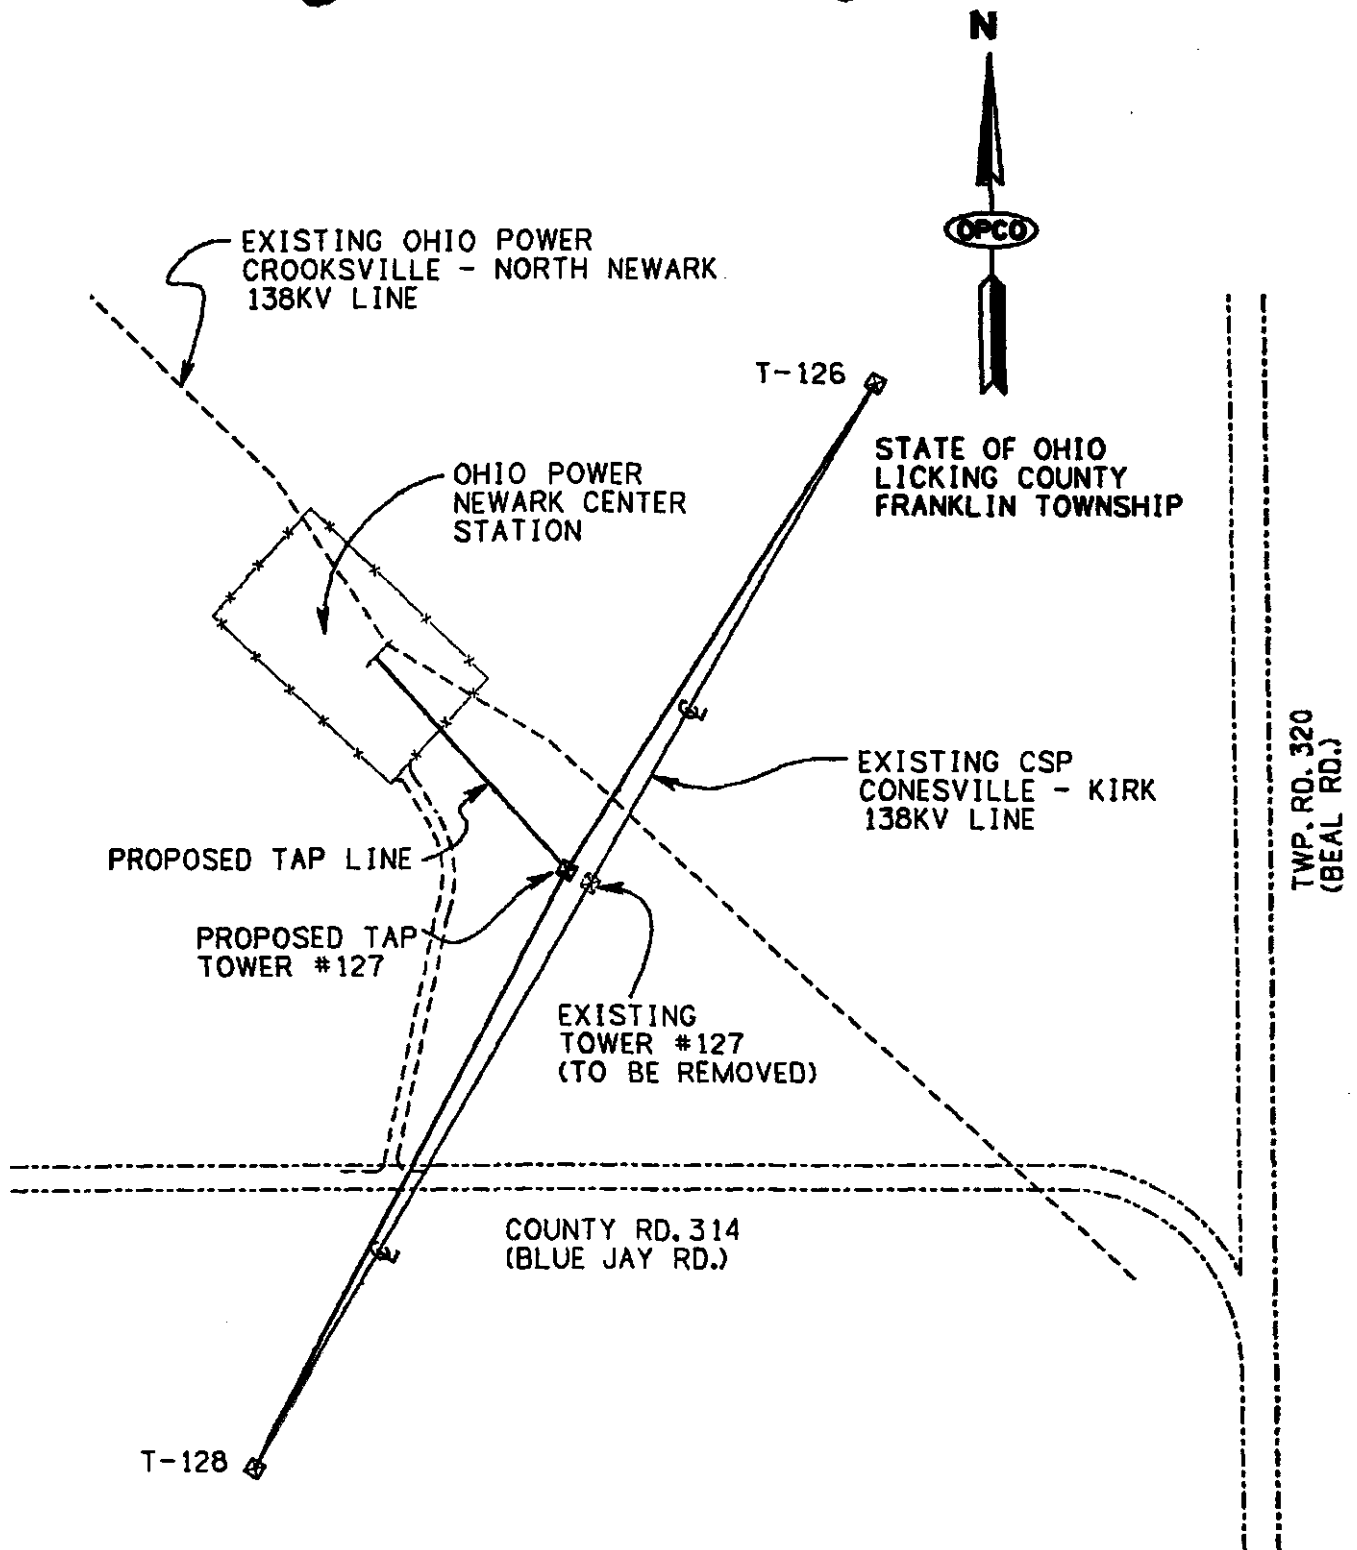 N
OPCO
EXISTING OHIO POWER
CROOKSVILLE - NORTH NEWARK
138KV LINE
T-126
STATE OF OHIO
LICKING COUNTY
FRANKLIN TOWNSHIP
OHIO POWER
NEWARK CENTER
STATION
TWP. RD. 320
(BEAL RD.)
EXISTING CSP
CONESVILLE - KIRK
138KV LINE
PROPOSED TAP LINE
PROPOSED TAP
TOWER #127
EXISTING
TOWER #127
(TO BE REMOVED)
COUNTY RD. 314
(BLUE JAY RD.)
T-128